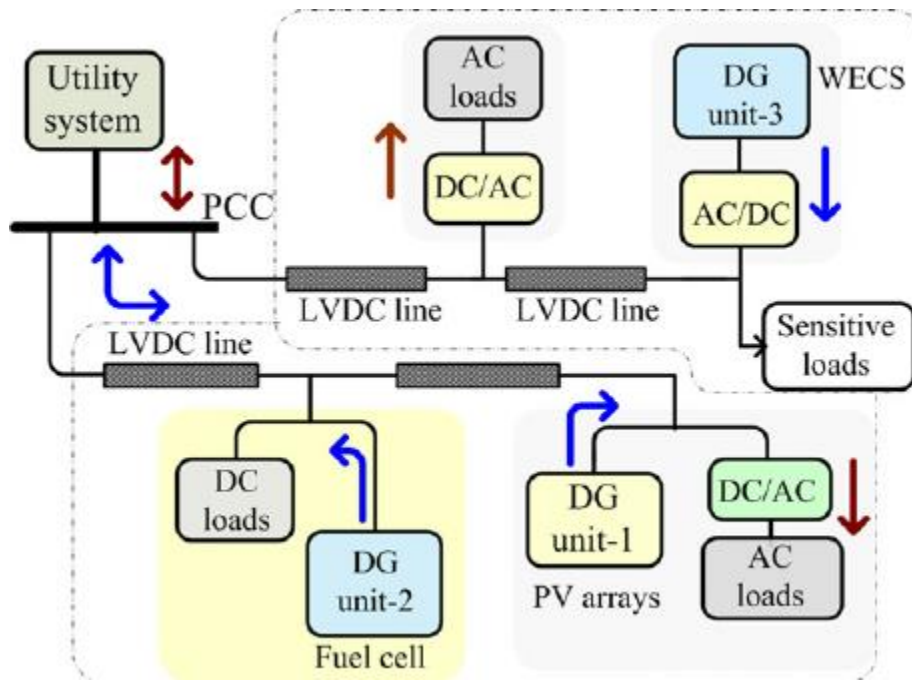 Utility
system
PCC
AC
loads
DC/AC
DG
unit-3
WECS
AC/DC
LVDC line
LVDC line
Sensitive
loads
LVDC line
DC
loads
DG
unit-2
Fuel cell
DG
unit-1
PV arrays
DC/AC
AC
loads